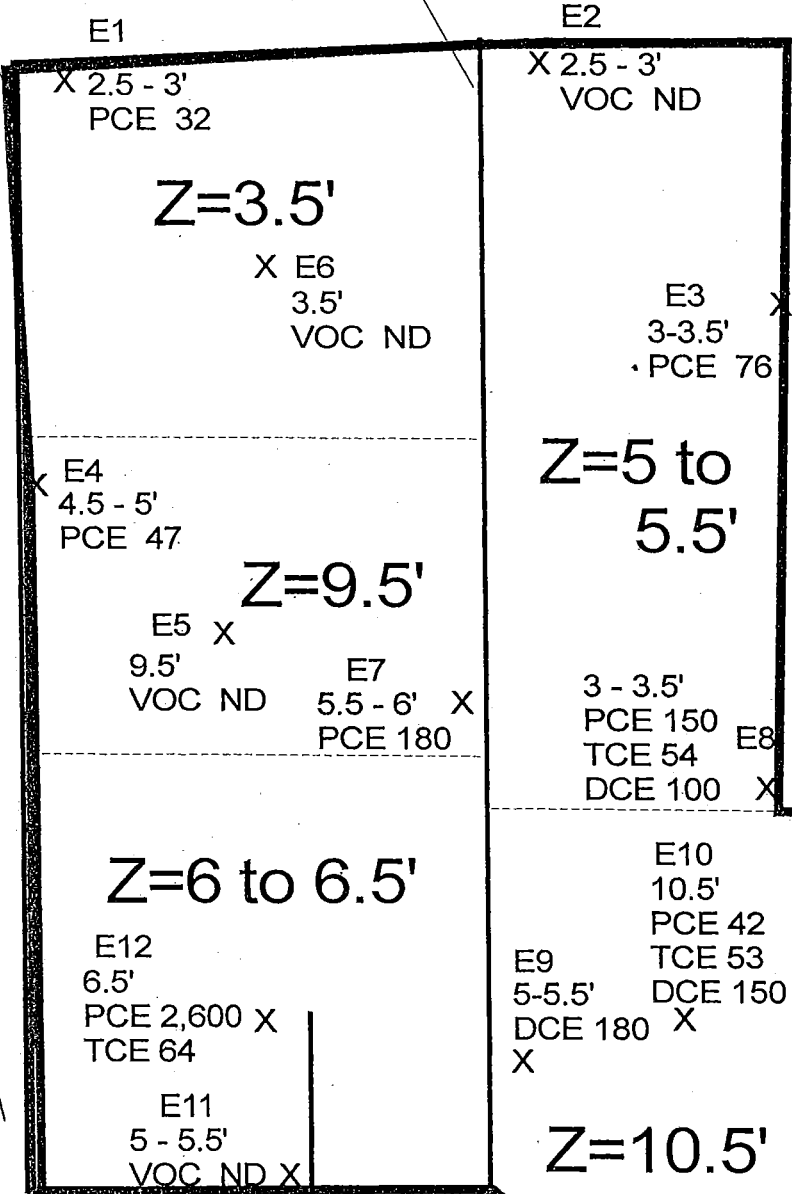 E1
X 2.5 - 3'
PCE 32
Z=3.5'
X E6
3.5'
VOC ND
E2
X 2.5 - 3'
VOC ND
E3
X
3-3.5'
PCE 76
Z=5 to
5.5'
E4
X
4.5 - 5'
PCE 47
Z=9.5'
E5 X
9.5'
VOC ND
E7
5.5 - 6' X
PCE 180
3 - 3.5'
PCE 150
TCE 54
E8
DCE 100 X
Z=6 to 6.5'
E12
6.5'
PCE 2,600 X
TCE 64
E11
5 - 5.5'
VOC ND X
E10
10.5'
PCE 42
TCE 53
DCE 150
X
E9
5-5.5'
DCE 180
X
Z=10.5'